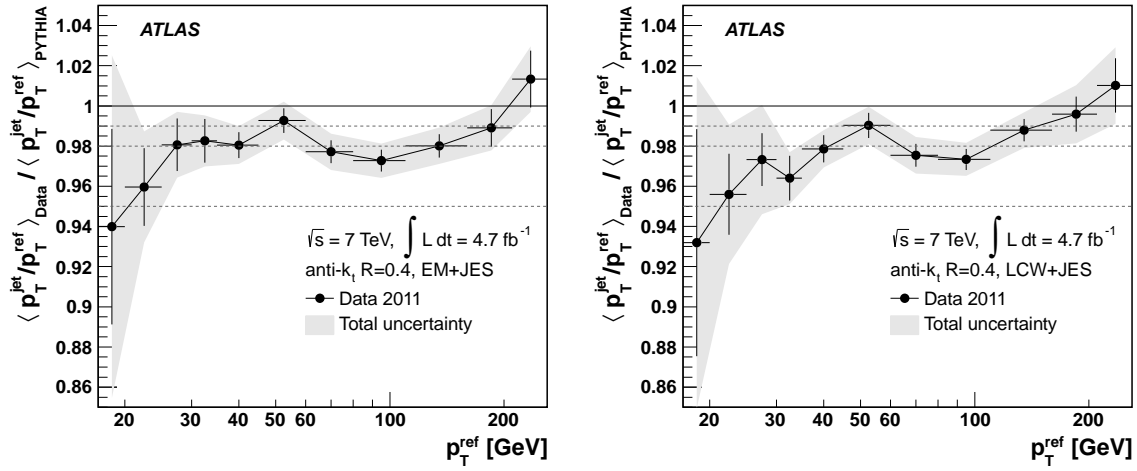 ⟨ p_T^jet/p_T^ref ⟩_Data / ⟨ p_T^jet/p_T^ref ⟩_PYTHIA
1.04
1.02
1
0.98
0.96
0.94
0.92
0.9
0.88
0.86
ATLAS
√s = 7 TeV, ∫ L dt = 4.7 fb^-1
anti-k_t R=0.4, EM+JES
Data 2011
Total uncertainty
20 30 40 50 60 100 200
p_T^ref [GeV]
⟨ p_T^jet/p_T^ref ⟩_Data / ⟨ p_T^jet/p_T^ref ⟩_PYTHIA
1.04
1.02
1
0.98
0.96
0.94
0.92
0.9
0.88
0.86
ATLAS
√s = 7 TeV, ∫ L dt = 4.7 fb^-1
anti-k_t R=0.4, LCW+JES
Data 2011
Total uncertainty
20 30 40 50 60 100 200
p_T^ref [GeV]